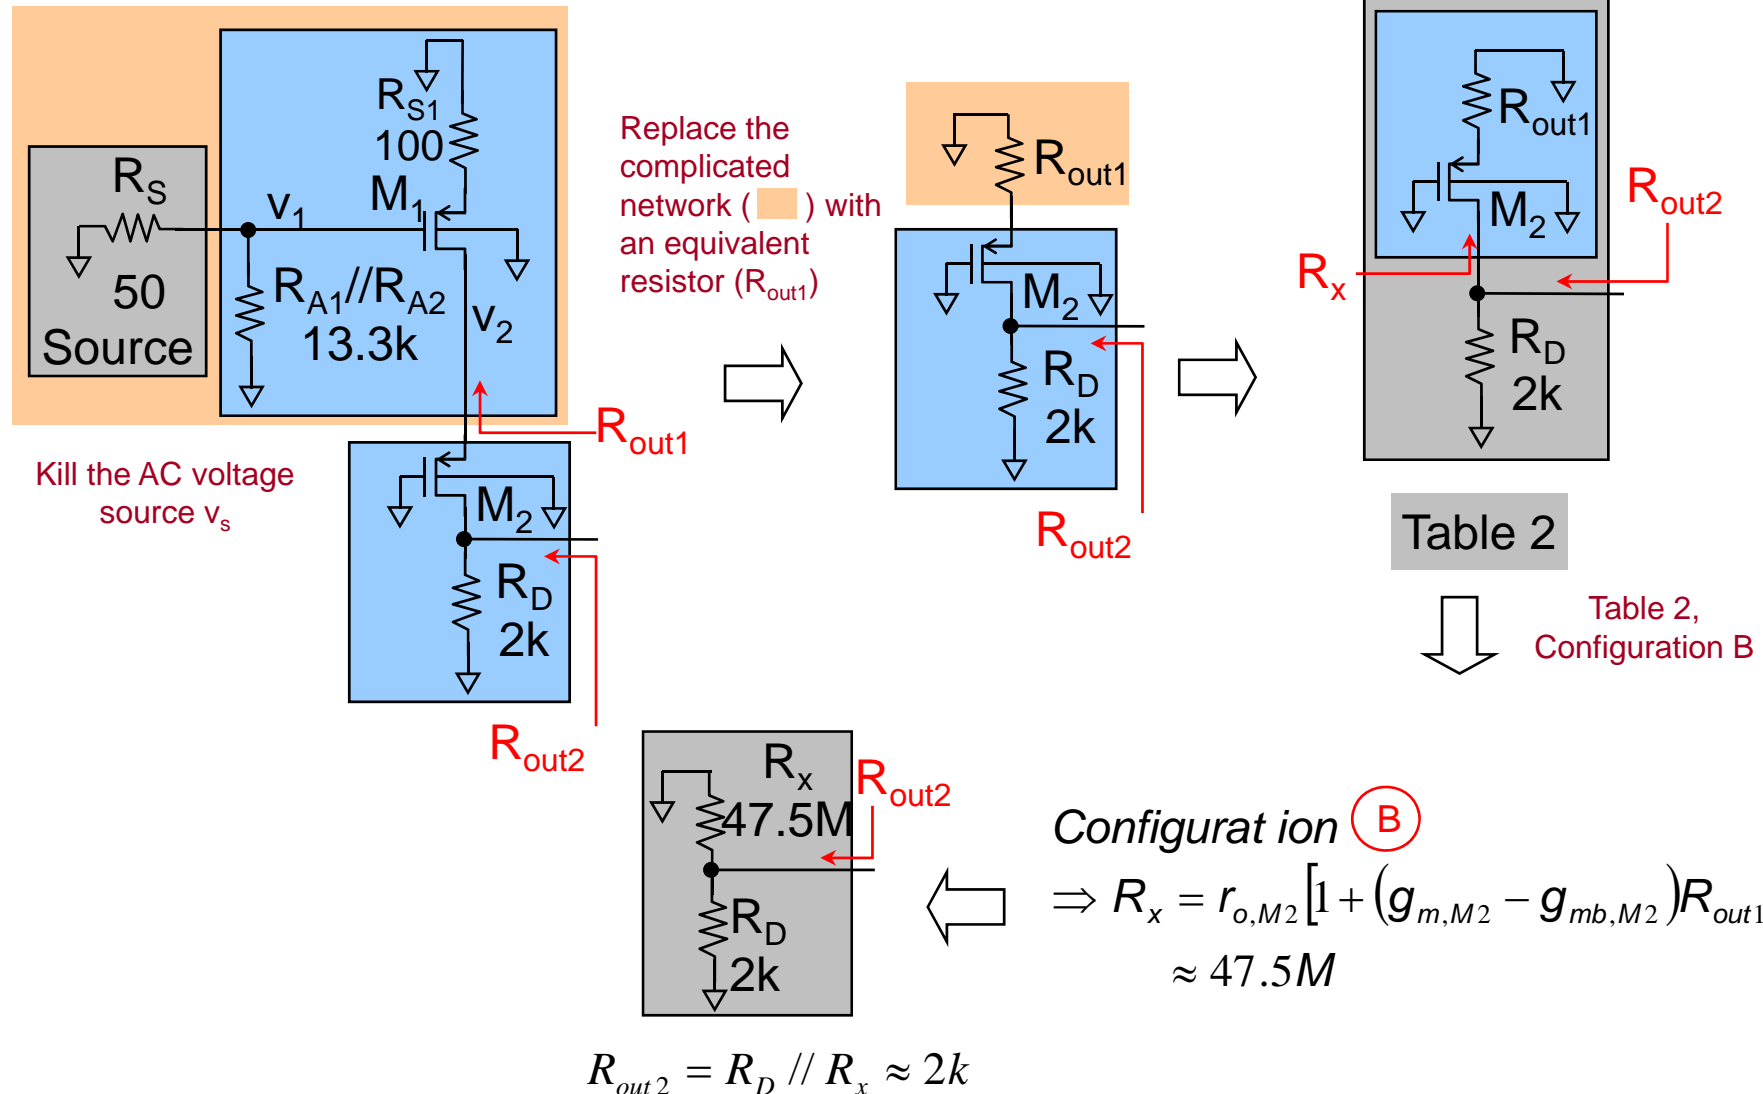 R_S1
100
R_S
50
Source
v_1
M_1
R_A1//R_A2
13.3k
v_2
R_out1
Kill the AC voltage
source v_s
M_2
R_D
2k
R_out2
Replace the
complicated
network ( ) with
an equivalent
resistor (R_out1)
R_out1
M_2
R_D
2k
R_out2
R_out1
M_2
R_x
R_out2
R_D
2k
Table 2
Table 2,
Configuration B
R_x
47.5M
R_out2
R_D
2k
Configurat ion B
⇒ R_x = r_o,M2 [1 + (g_m,M2 − g_mb,M2)R_out1
≈ 47.5M
R_out2 = R_D // R_x ≈ 2k